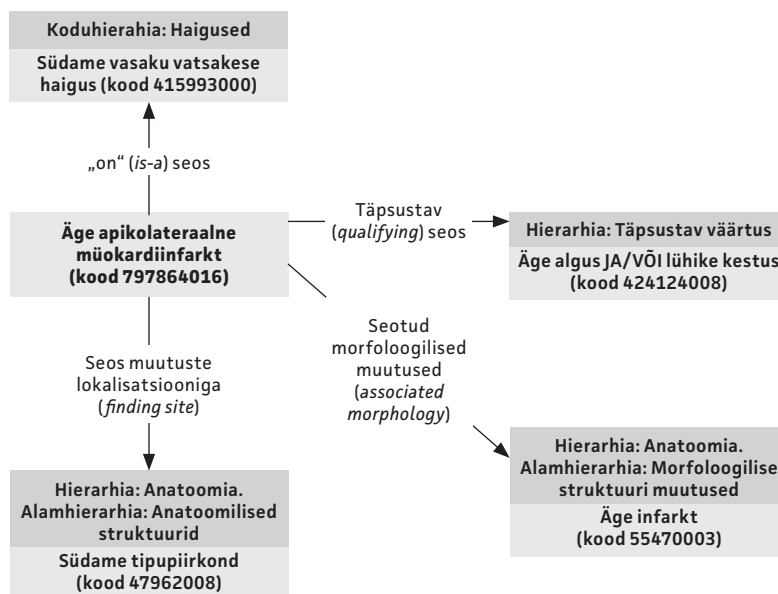 Koduhierahia: Haigused
Südame vasaku vatsakese
haigus (kood 415993000)
„on“ (is-a) seos
Äge apikolateraalne
müokardiinfarkt
(kood 797864016)
Täpsustav
(qualifying) seos
Hierarhia: Täpsustav väärtus
Äge algus JA/VÕI lühike kestus
(kood 424124008)
Seos muutuste
lokalisatsiooniga
(finding site)
Seotud
morfoloogilised
muutused
(associated
morphology)
Hierarhia: Anatoomia.
Alamhierarhia: Anatoomilised
struktuurid
Südame tipupiirkond
(kood 47962008)
Hierarhia: Anatoomia.
Alamhierarhia: Morfoloogilise
struktuuri muutused
Äge infarkt
(kood 55470003)